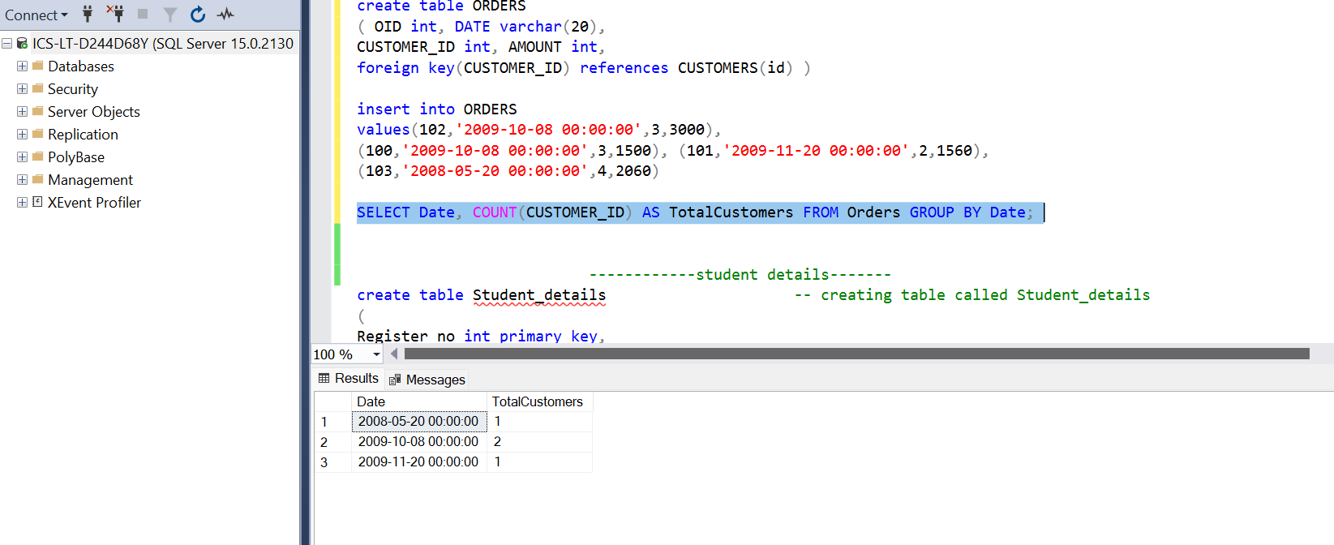 Connect
ICS-LT-D244D68Y (SQL Server 15.0.2130
Databases
Security
Server Objects
Replication
PolyBase
Management
XEvent Profiler
create table ORDERS
( OID int, DATE varchar(20),
CUSTOMER_ID int, AMOUNT int,
foreign key(CUSTOMER_ID) references CUSTOMERS(id) )
insert into ORDERS
values(102,'2009-10-08 00:00:00',3,3000),
(100,'2009-10-08 00:00:00',3,1500), (101,'2009-11-20 00:00:00',2,1560),
(103,'2008-05-20 00:00:00',4,2060)
SELECT Date, COUNT(CUSTOMER_ID) AS TotalCustomers FROM Orders GROUP BY Date;
------------student details-------
create table Student_details -- creating table called Student_details
(
Register_no int primary key,
100 %
Results Messages
Date TotalCustomers
1 2008-05-20 00:00:00 1
2 2009-10-08 00:00:00 2
3 2009-11-20 00:00:00 1